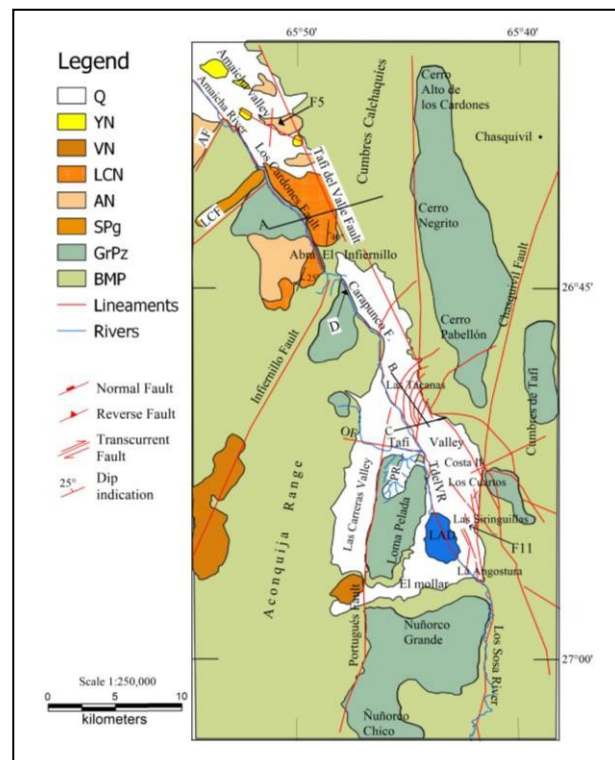 Legend
Q
YN
VN
LCN
AN
SPg
GrPz
BMP
Lineaments
Rivers
Normal Fault
Reverse Fault
Transcurrent
Fault
25°
Dip
indication
Scale 1:250,000
0
5
10
kilometers
65°50'
65°40'
26°45'
27°00'
Amaicha Valley
Amaicha River
F5
AF
Los Cardones Fault
Tafí del Valle Fault
Cumbres Calchaquíes
Cerro
Alto de
los Cardones
Chasquivil
LCF
A
Cerro
Negrito
Abra El Infiernillo
25°
D
Carapunco F.
Chasquivil Fault
Cerro
Pabellón
Infiernillo Fault
B
Las Tacanas
Cumbres de Tafí
C
OF
Tafí
Valley
PR
TdelVR
Costa II
Los Cuartos
Las Carreras Valley
Loma Pelada
LAD
Las Siringuillas
F11
La Angostura
Aconquija Range
El mollar
Portugués Fault
Nuñorco
Grande
Los Sosa River
Ñuñorco
Chico